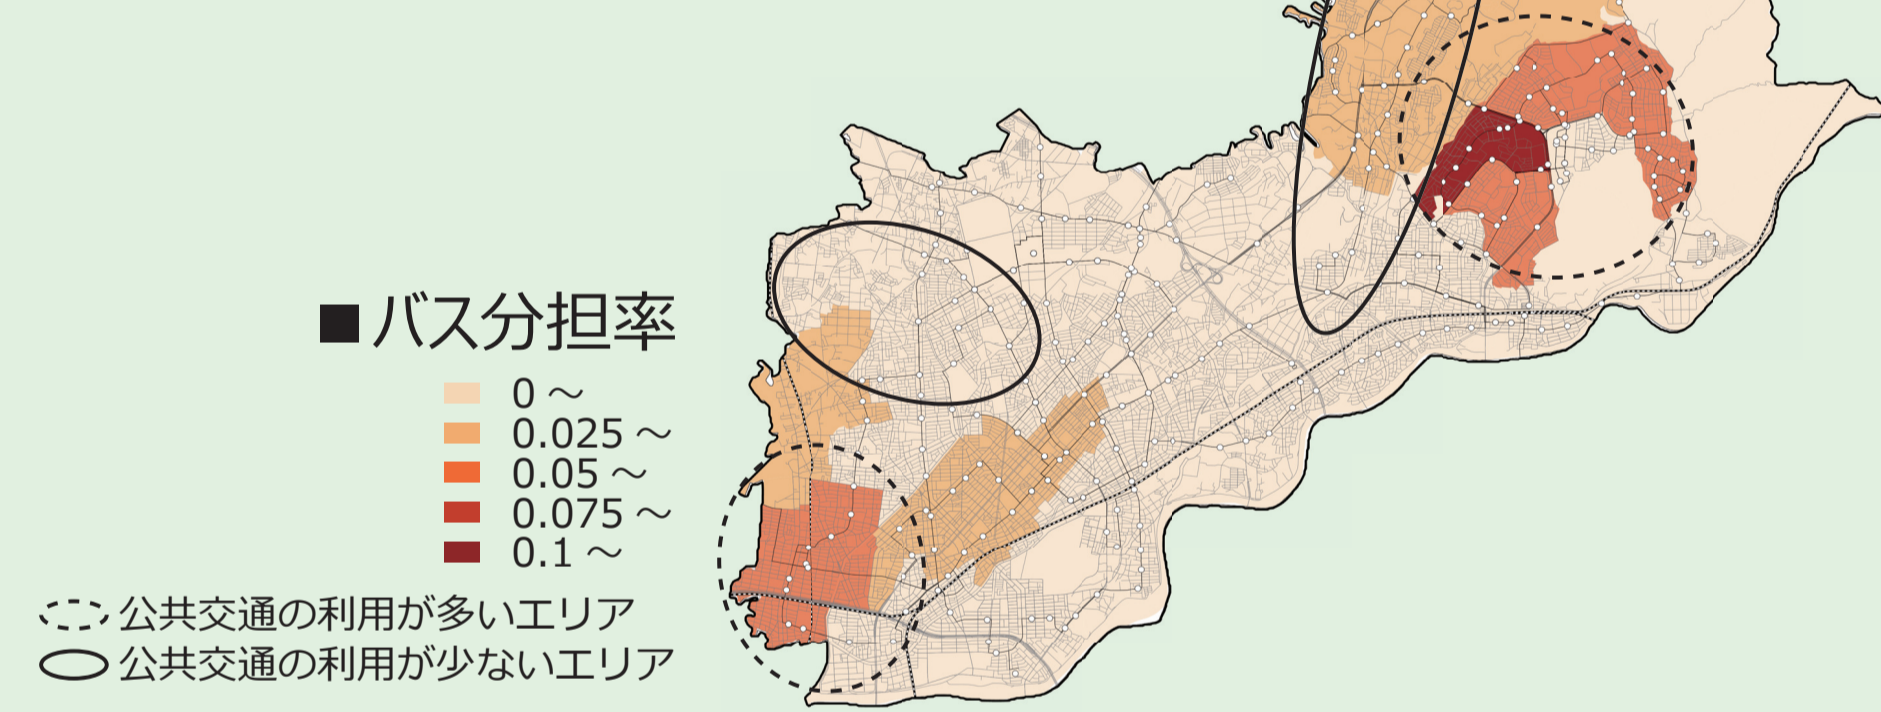 ■バス分担率
0～
0.025～
0.05～
0.075～
0.1～
公共交通の利用が多いエリア
公共交通の利用が少ないエリア